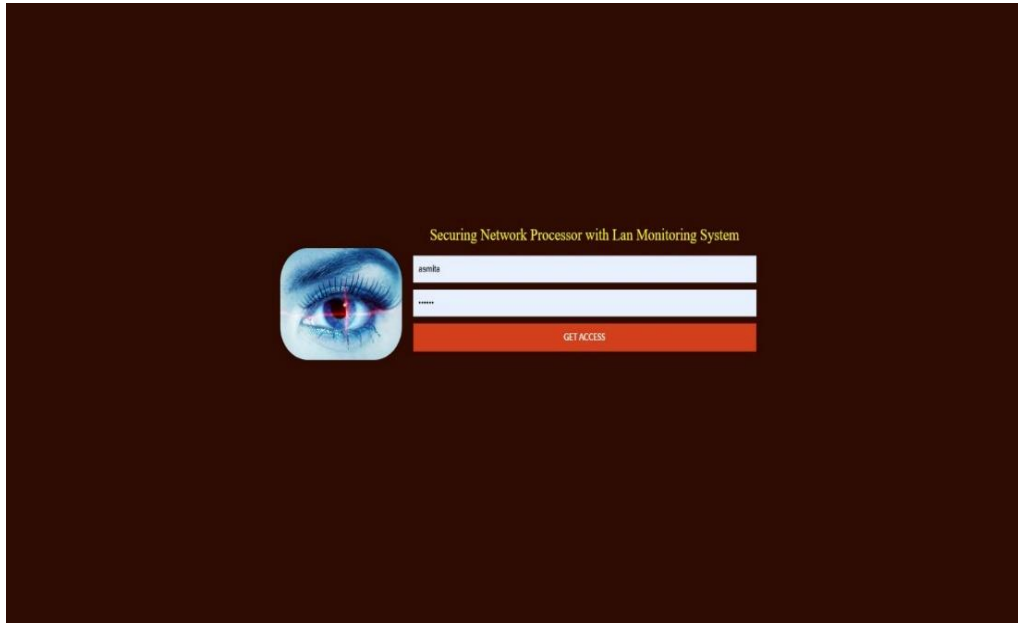 Securing Network Processor with Lan Monitoring System
asmita
••••••
GET ACCESS